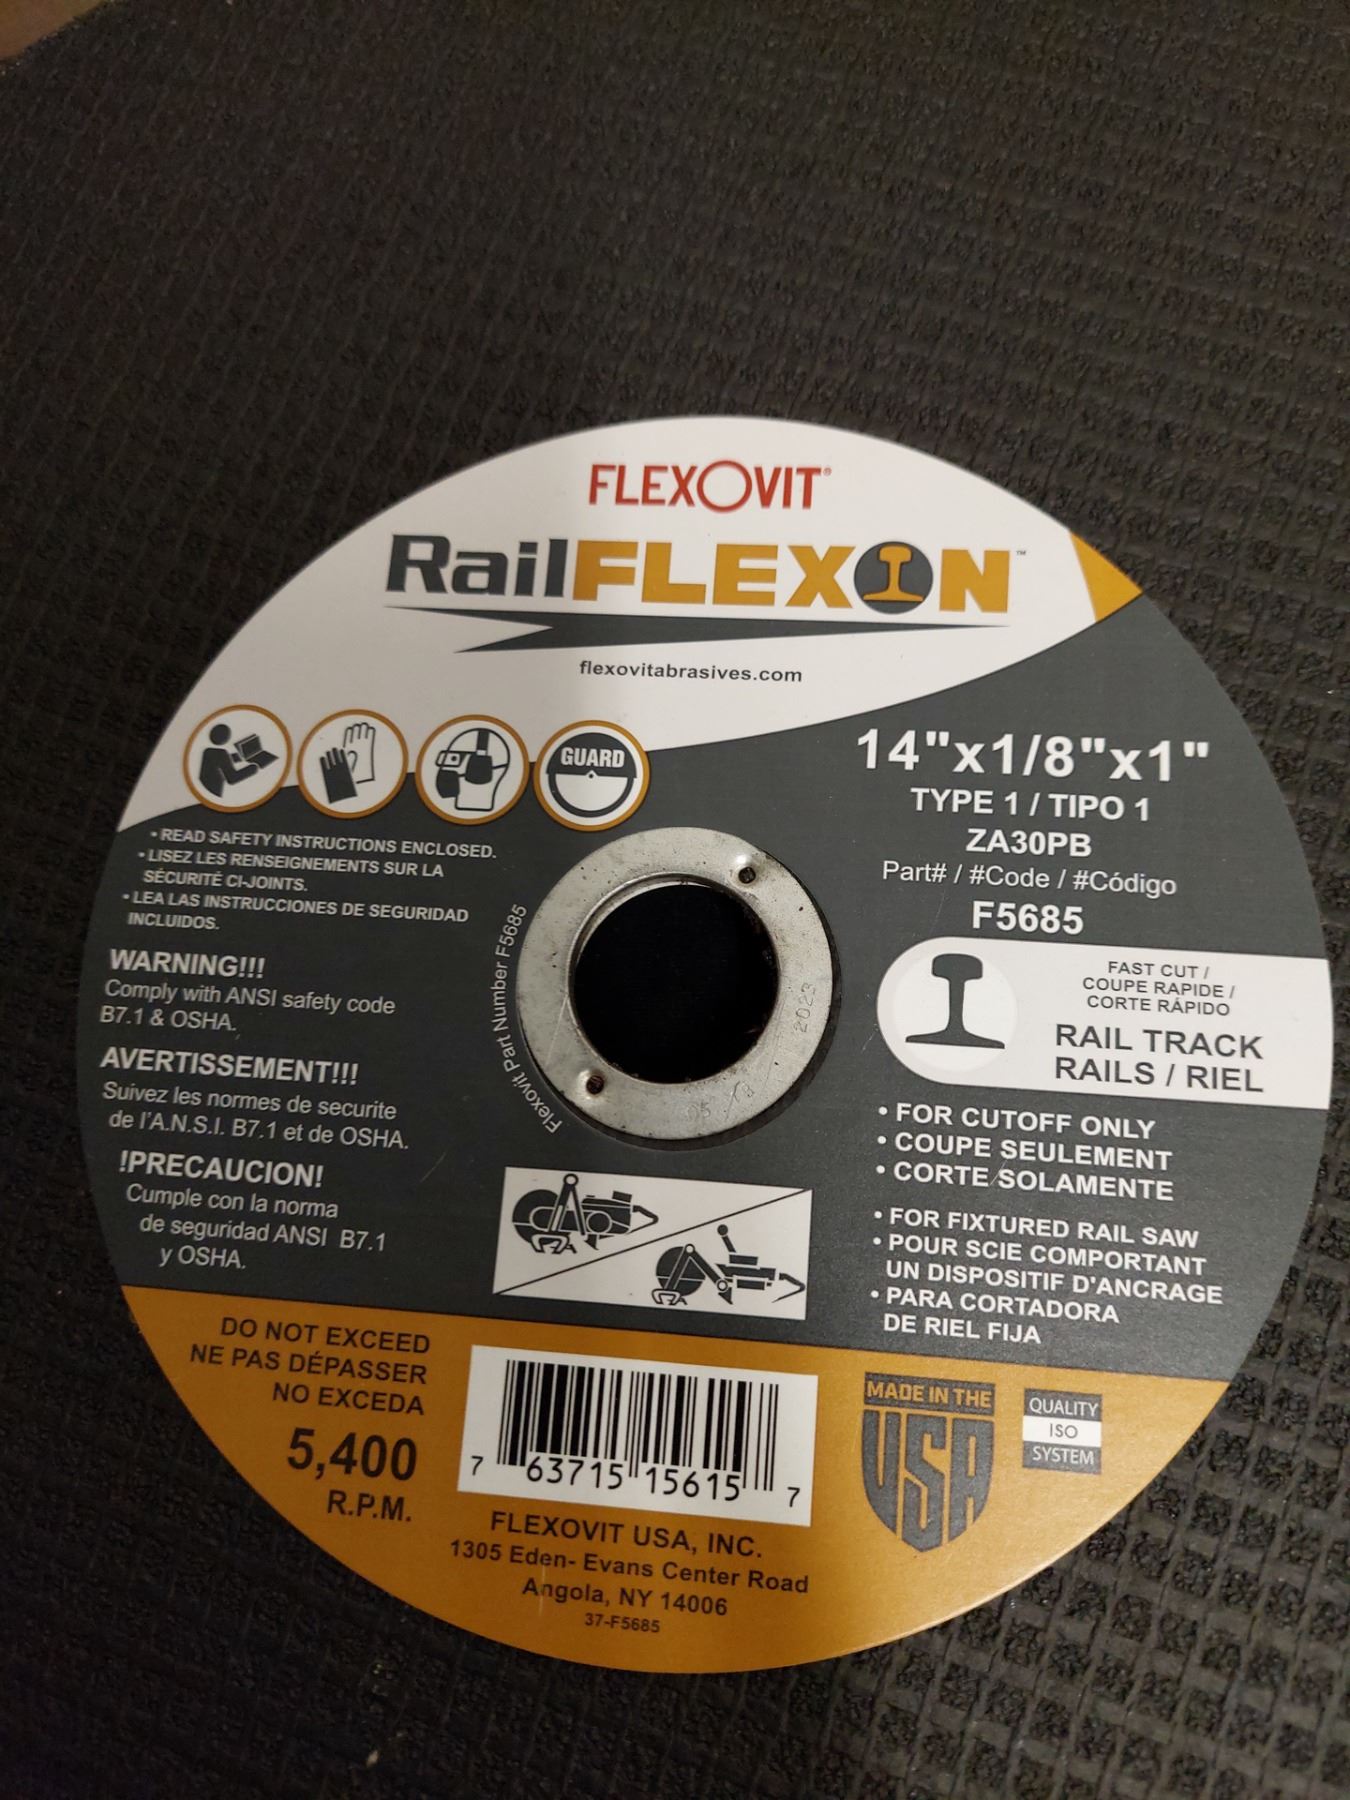 FLEXOVIT®
RailFLEXON™
flexovitabrasives.com
GUARD
14"x1/8"x1"
TYPE 1 / TIPO 1
ZA30PB
Part# / #Code / #Código
F5685
• READ SAFETY INSTRUCTIONS ENCLOSED.
• LISEZ LES RENSEIGNEMENTS SUR LA
SÉCURITÉ CI-JOINTS.
• LEA LAS INSTRUCCIONES DE SEGURIDAD
INCLUIDOS.
WARNING!!!
Comply with ANSI safety code
B7.1 & OSHA.
AVERTISSEMENT!!!
Suivez les normes de securite
de l'A.N.S.I. B7.1 et de OSHA.
!PRECAUCION!
Cumple con la norma
de seguridad ANSI B7.1
y OSHA.
Flexovit Part Number F5685
2023
FAST CUT /
COUPE RAPIDE /
CORTE RÁPIDO
RAIL TRACK
RAILS / RIEL
• FOR CUTOFF ONLY
• COUPE SEULEMENT
• CORTE SOLAMENTE
• FOR FIXTURED RAIL SAW
• POUR SCIE COMPORTANT
UN DISPOSITIF D'ANCRAGE
• PARA CORTADORA
DE RIEL FIJA
DO NOT EXCEED
NE PAS DÉPASSER
NO EXCEDA
5,400
R.P.M.
7 63715 15615 7
MADE IN THE
USA
QUALITY
ISO
SYSTEM
FLEXOVIT USA, INC.
1305 Eden- Evans Center Road
Angola, NY 14006
37-F5685